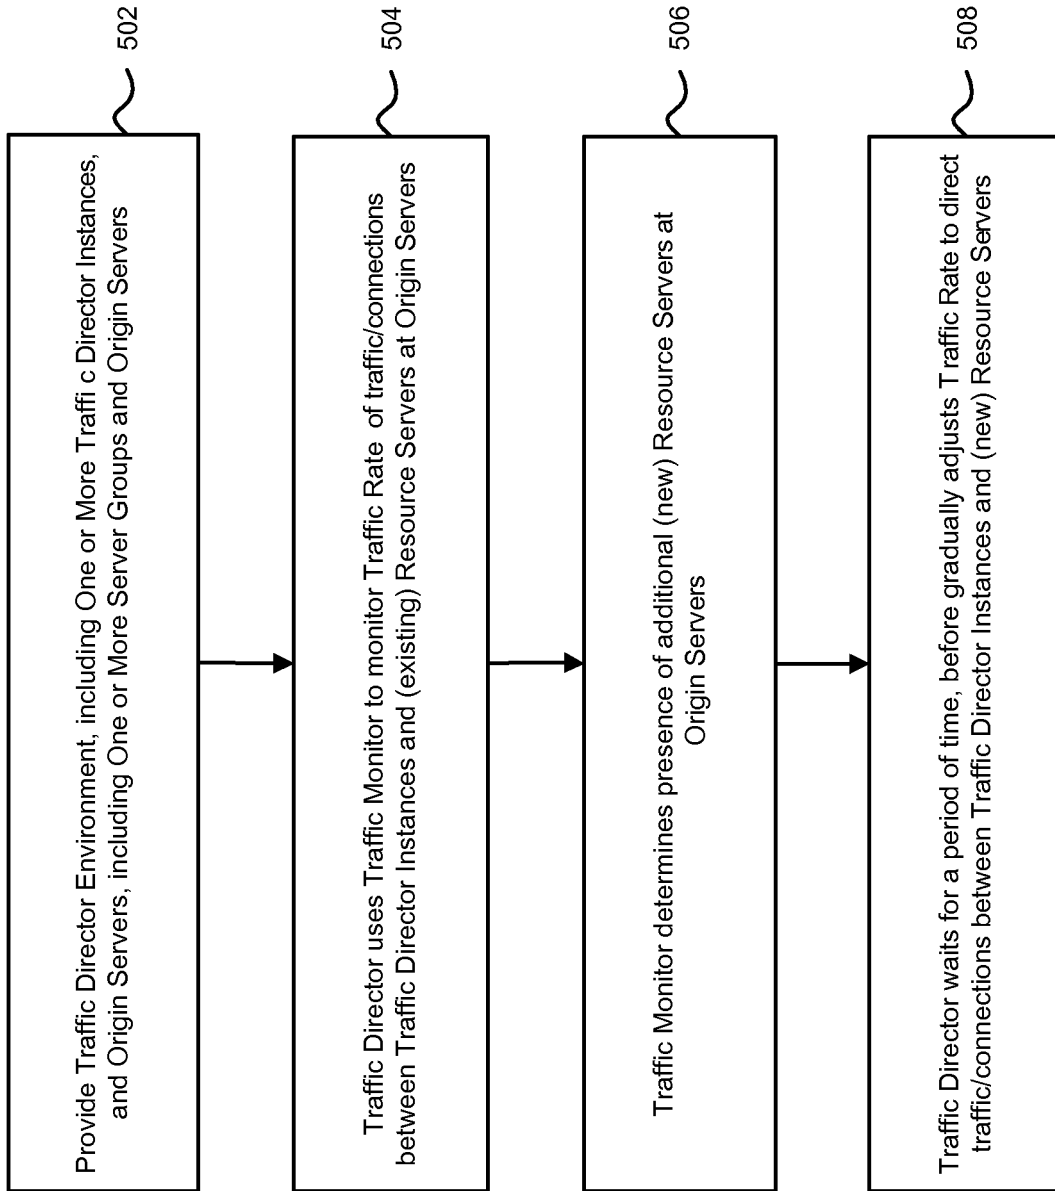 Provide Traffic Director Environment, including One or More Traffi c Director Instances,
and Origin Servers, including One or More Server Groups and Origin Servers
502
Traffic Director uses Traffic Monitor to monitor Traffic Rate of traffic/connections
between Traffic Director Instances and (existing) Resource Servers at Origin Servers
504
Traffic Monitor determines presence of additional (new) Resource Servers at
Origin Servers
506
Traffic Director waits for a period of time, before gradually adjusts Traffic Rate to direct
traffic/connections between Traffic Director Instances and (new) Resource Servers
508